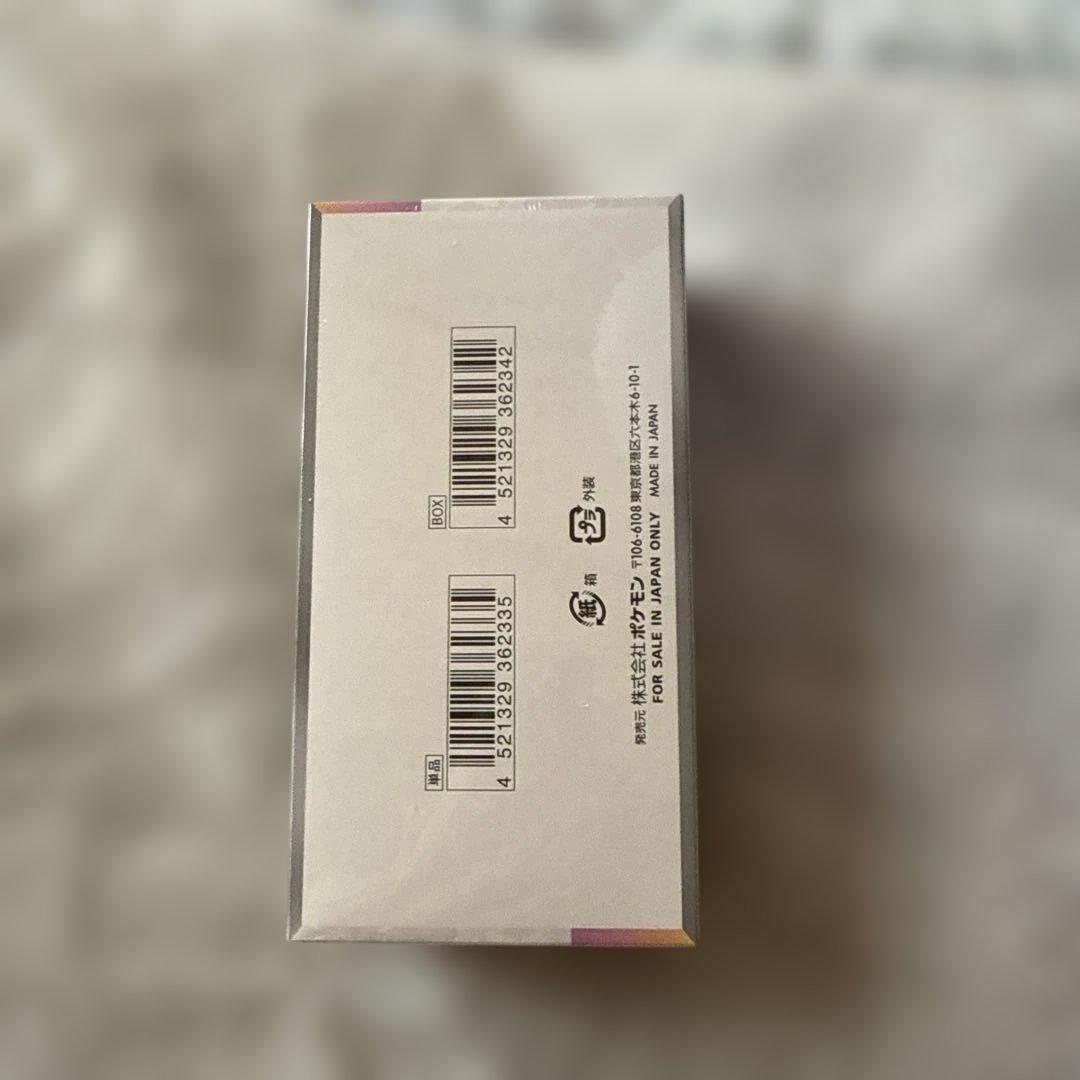 単品
4 521329 362335
BOX
4 521329 362342
紙 箱
プラ 外装
発売元 株式会社ポケモン 〒106-6108 東京都港区六本木6-10-1
FOR SALE IN JAPAN ONLY MADE IN JAPAN